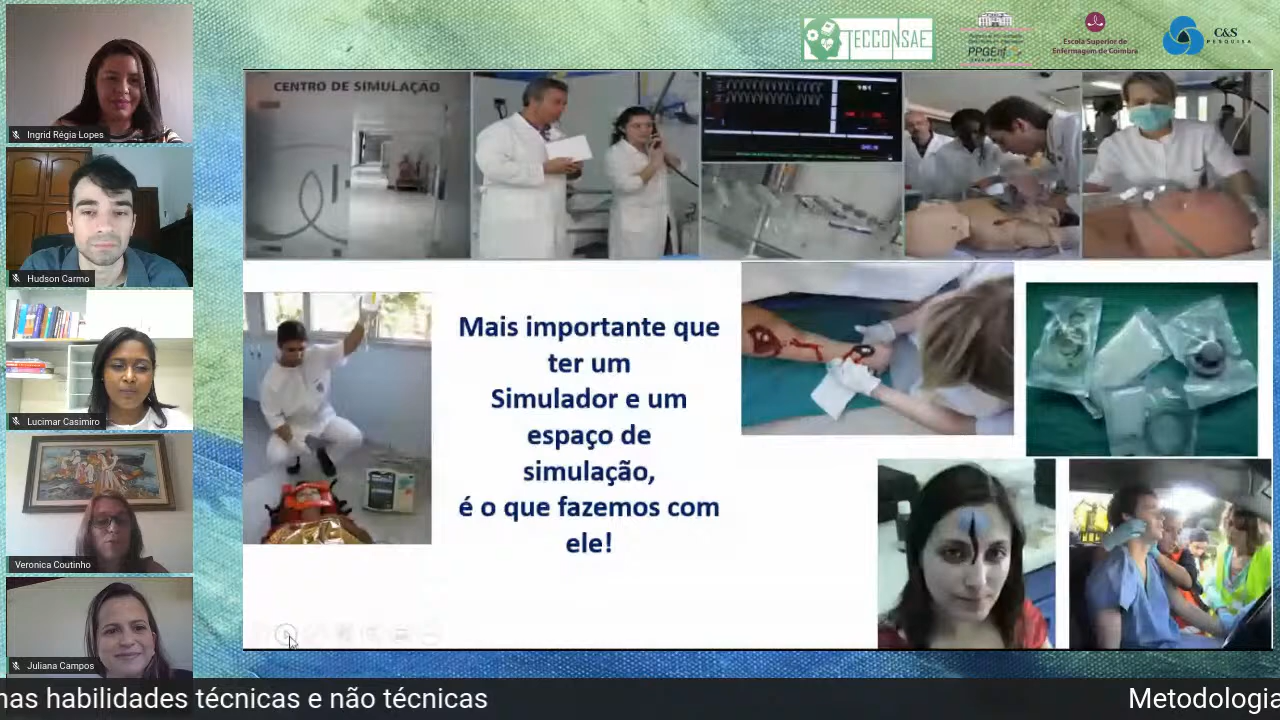 TECCONSAE
PPGEnf
Escola Superior de
Enfermagem de Coimbra
C&S
PESQUISA
CENTRO DE SIMULAÇÃO
Ingrid Régia Lopes
Hudson Carmo
Lucimar Casimiro
Veronica Coutinho
Juliana Campos
Mais importante que
ter um
Simulador e um
espaço de
simulação,
é o que fazemos com
ele!
nas habilidades técnicas e não técnicas
Metodologia